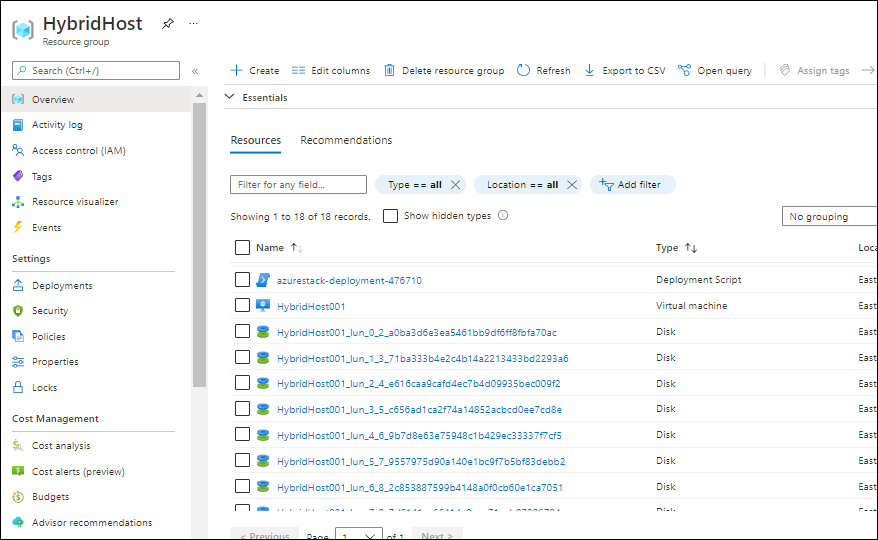 HybridHost
...
Resource group
Search (Ctrl+/)
«
Create
Edit columns
Delete resource group
Refresh
Export to CSV
Open query
Assign tags
Essentials
Overview
Activity log
Access control (IAM)
Tags
Resource visualizer
Events
Settings
Deployments
Security
Policies
Properties
Locks
Cost Management
Cost analysis
Cost alerts (preview)
Budgets
Advisor recommendations
Resources Recommendations
Filter for any field... Type == all Location == all Add filter
Showing 1 to 18 of 18 records. Show hidden types No grouping
Name Type Loca
azurestack-deployment-476710 Deployment Script East
HybridHost001 Virtual machine East
HybridHost001_lun_0_2_a0ba3d6e3ea5461bb9df6ff8fbfa70ac Disk East
HybridHost001_lun_1_3_71ba333b4e2c4b14a2213433bd2293a6 Disk East
HybridHost001_lun_2_4_e616caa9cafd4ec7b4d09935bec009f2 Disk East
HybridHost001_lun_3_5_c656ad1ca2f74a14852acbcd0ee7cd8e Disk East
HybridHost001_lun_4_6_9b7d8e63e75948c1b429ec33337f7cf5 Disk East
HybridHost001_lun_5_7_9557975d90a140e1bc9f7b5bf83debb2 Disk East
HybridHost001_lun_6_8_2c853887599b4148a0f0cb60e1ca7051 Disk East
Disk East
< Previous Page 1 of 1 Next >